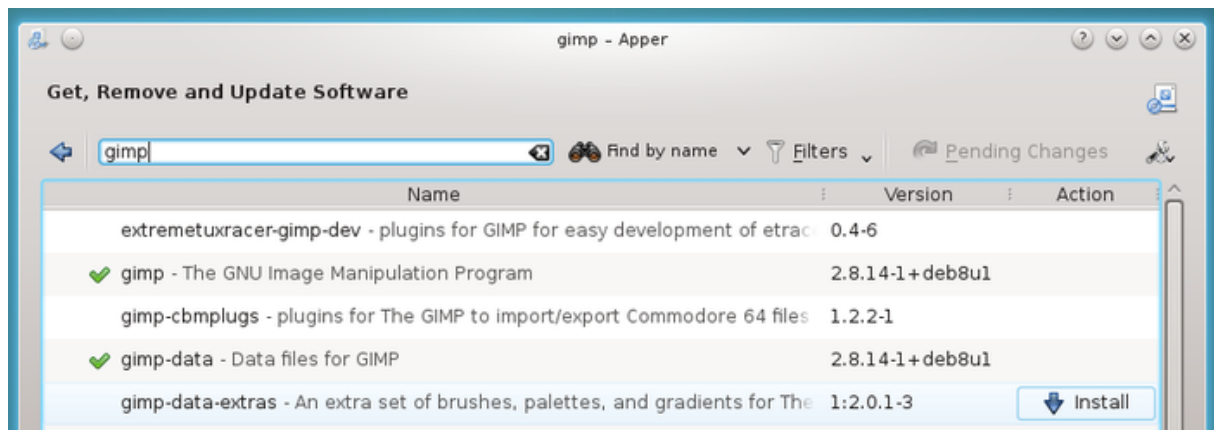 gimp – Apper
Get, Remove and Update Software
gimp Find by name Filters Pending Changes
Name Version Action
extremetuxracer-gimp-dev - plugins for GIMP for easy development of etrac 0.4-6
gimp - The GNU Image Manipulation Program 2.8.14-1+deb8u1
gimp-cbmplugs - plugins for The GIMP to import/export Commodore 64 files 1.2.2-1
gimp-data - Data files for GIMP 2.8.14-1+deb8u1
gimp-data-extras - An extra set of brushes, palettes, and gradients for The 1:2.0.1-3 Install